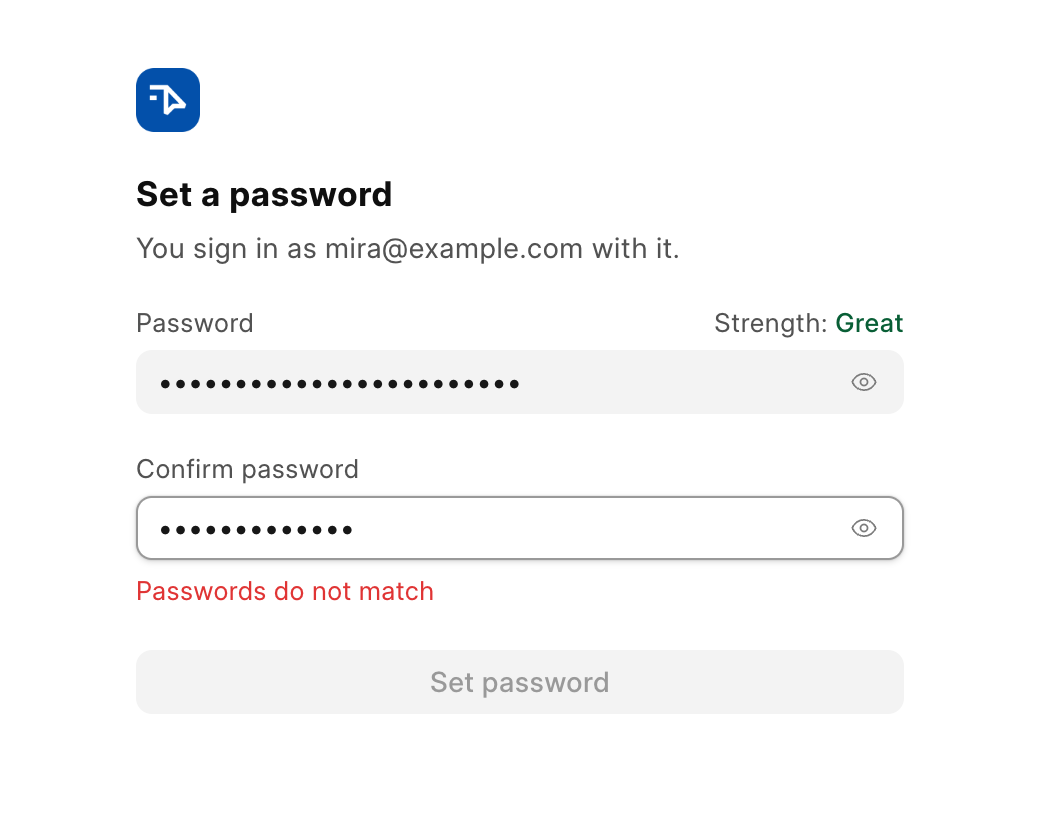 Set a password
You sign in as mira@example.com with it.
Password Strength: Great
••••••••••••••••••••••••
Confirm password
•••••••••••••
Passwords do not match
Set password